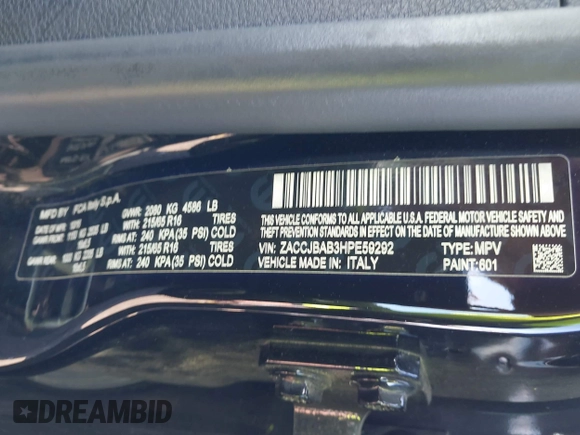 MFD BY FCA Italy S.p.A.
GVWR: 2080 KG 4586 LB
WITH 215/65 R16 TIRES
RIMS AT: 240 KPA(35 PSI) COLD
WITH 215/65 R16 TIRES
RIMS AT: 240 KPA(35 PSI) COLD
THIS VEHICLE CONFORMS TO ALL APPLICABLE U.S.A. FEDERAL MOTOR VEHICLE SAFETY
AND THEFT PREVENTION STANDARDS IN EFFECT ON THE
DATE OF MANUFACTURE SHOWN ABOVE.
VIN: ZACCJBAB3HPE59292 TYPE: MPV
VEHICLE MADE IN ITALY PAINT:601
DREAMBID